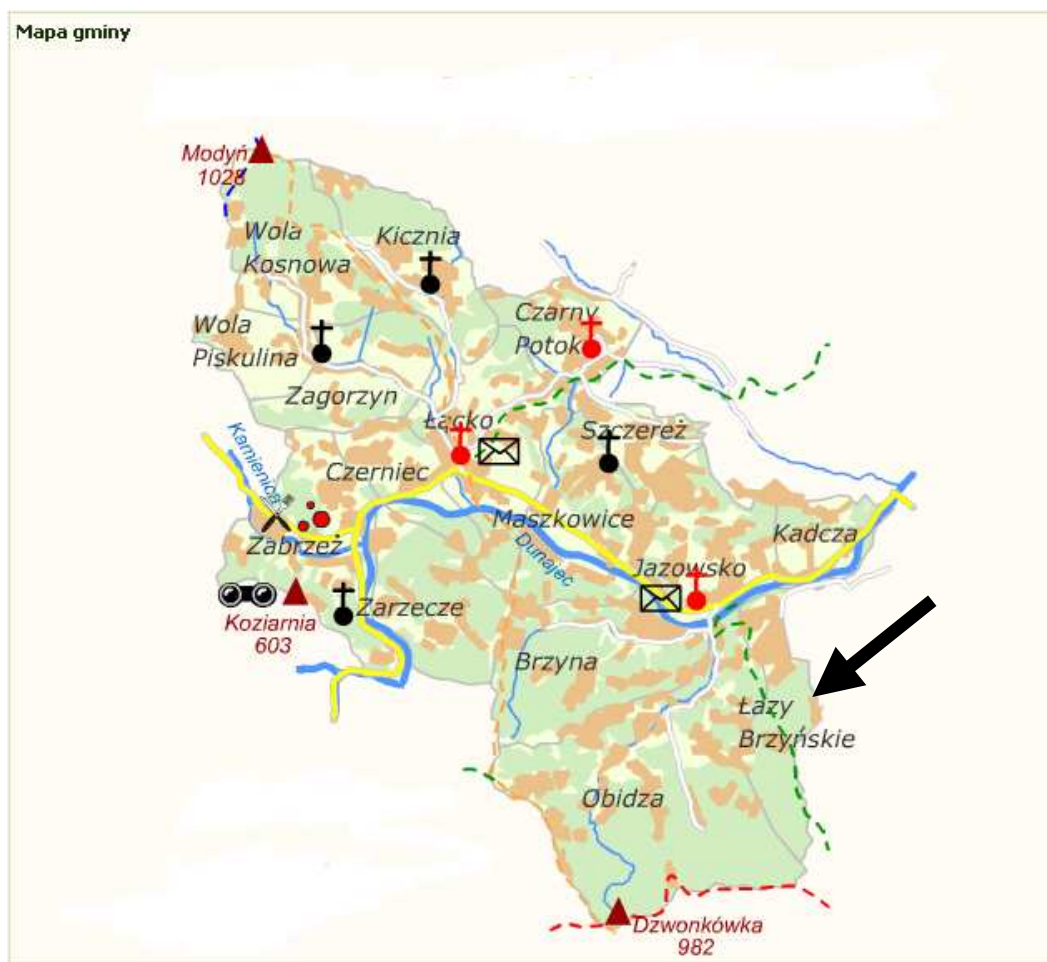 Mapa gminy
Modyń
1028
Wola
Kosnowa
Kicznia
Czarny
Potok
Wola
Piskulina
Zagorzyn
Łącko
Szczereż
Kamienica
Czerniec
Maszkowice
Kadcza
Zabrzeż
Dunajec
Jazowsko
Koziarnia
603
Zarzecze
Brzyna
Łazy
Brzyńskie
Obidza
Dzwonkówka
982